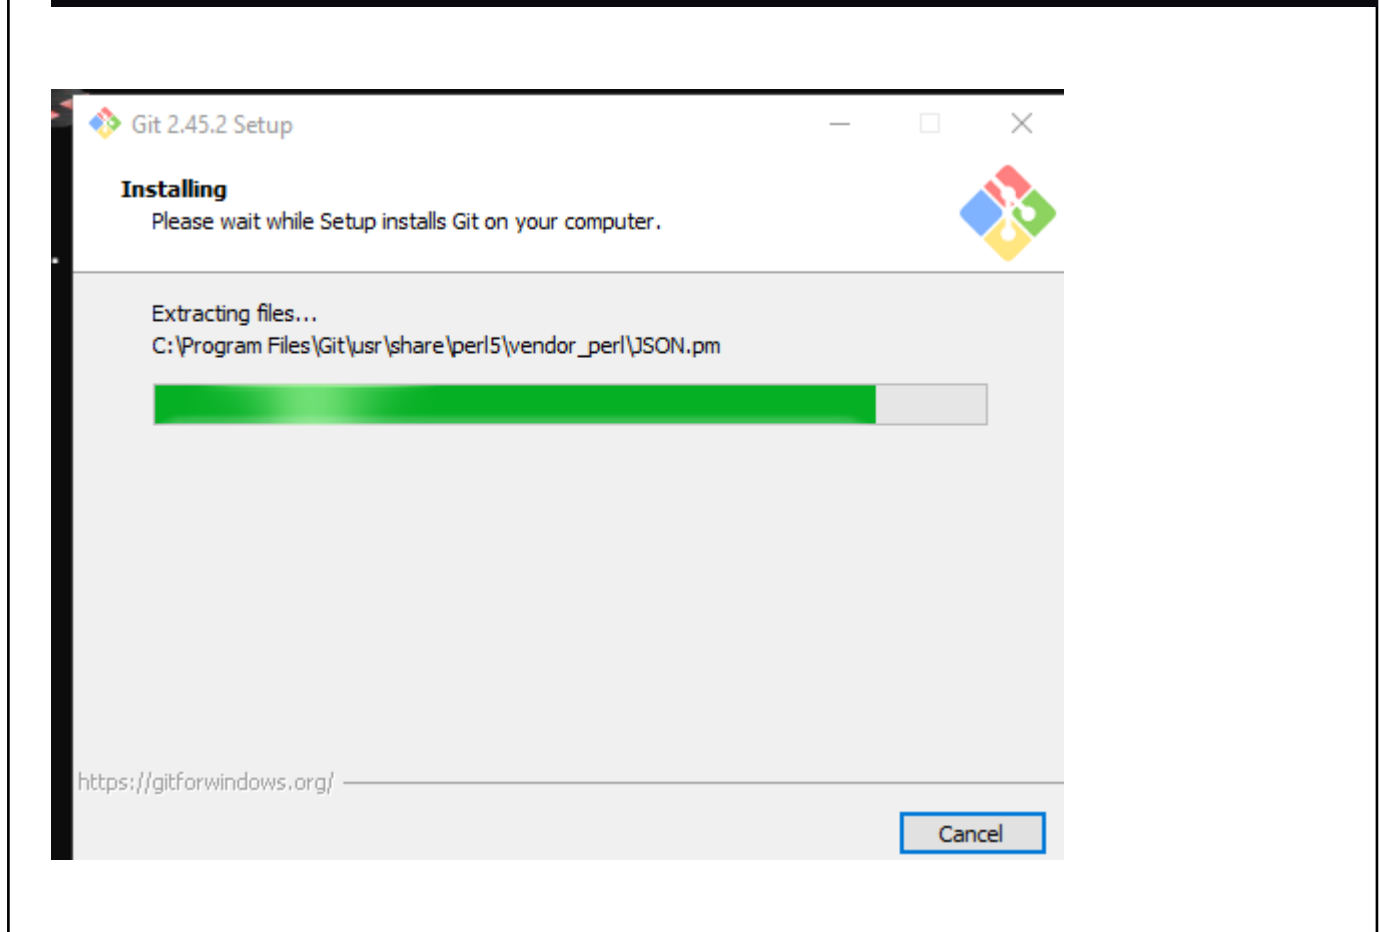 Git 2.45.2 Setup
Installing
Please wait while Setup installs Git on your computer.
Extracting files...
C:\Program Files\Git\usr\share\perl5\vendor_perl\JSON.pm
https://gitforwindows.org/
Cancel